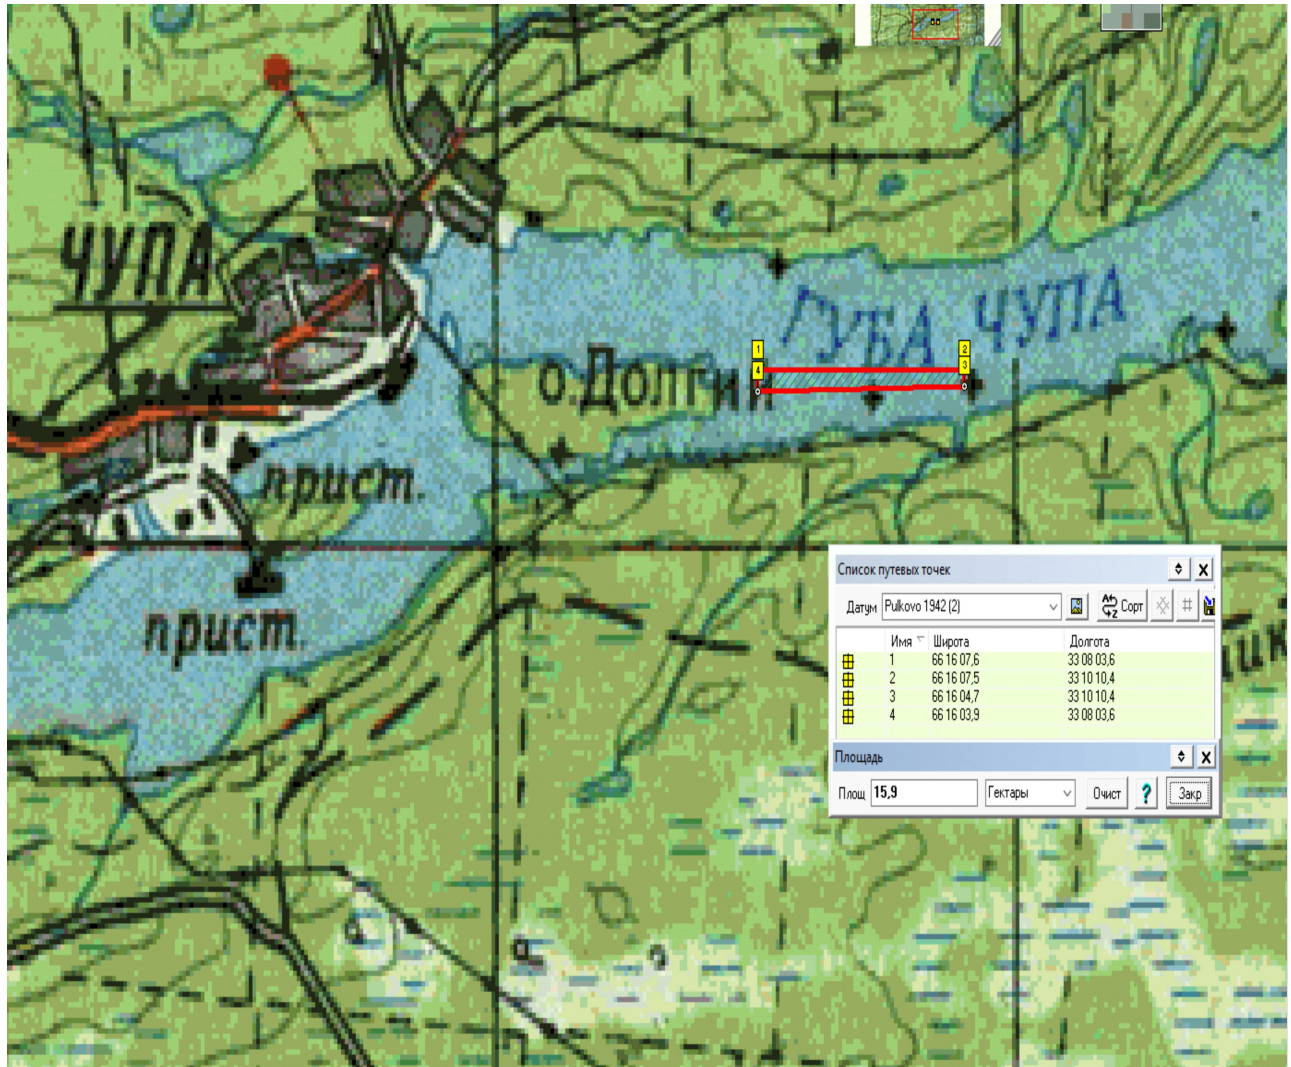 ЧУПА
ГУБА ЧУПА
1
2
3
4
о.Долгий
прист.
прист.
Список путевых точек
Датум Pulkovo 1942 (2) Сорт
Имя Широта Долгота
1 66 16 07,6 33 08 03,6
2 66 16 07,5 33 10 10,4
3 66 16 04,7 33 10 10,4
4 66 16 03,9 33 08 03,6
Площадь
Площ 15,9 Гектары Очист ? Закр